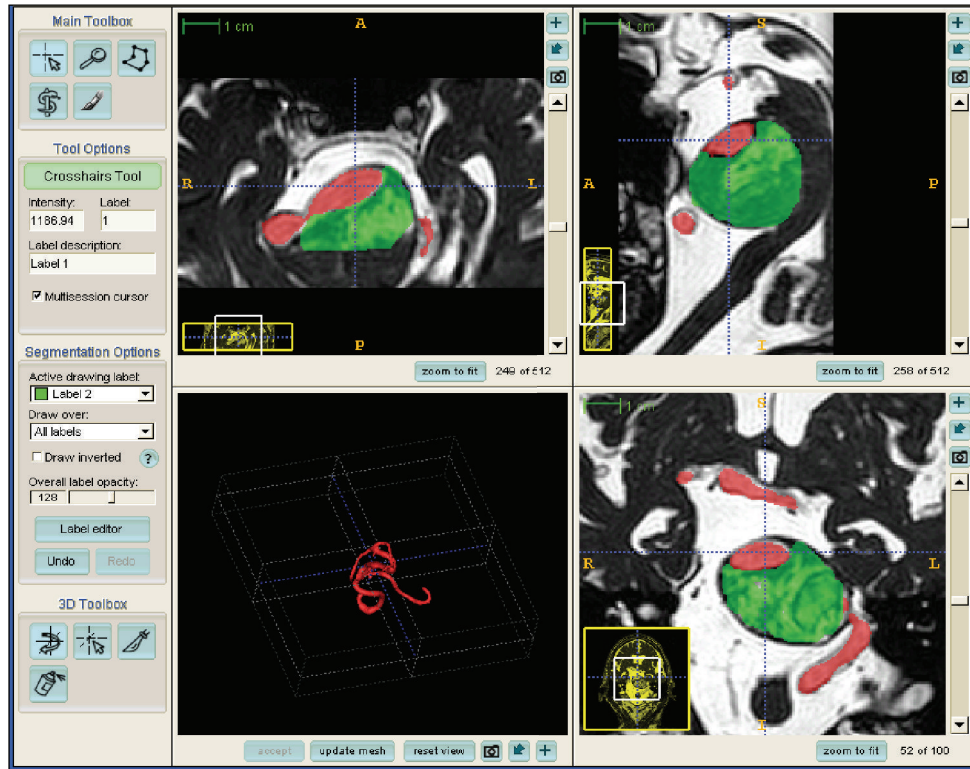 Main Toolbox
Tool Options
Crosshairs Tool
Intensity: Label:
1186.94 1
Label description:
Label 1
Multisession cursor
Segmentation Options
Active drawing label:
Label 2
Draw over:
All labels
Draw inverted ?
Overall label opacity:
128
Label editor
Undo Redo
3D Toolbox
1 cm
A
R
L
P
zoom to fit 249 of 512
1 cm
S
A
P
I
zoom to fit 258 of 512
accept update mesh reset view
1 cm
S
R
L
I
zoom to fit 52 of 100